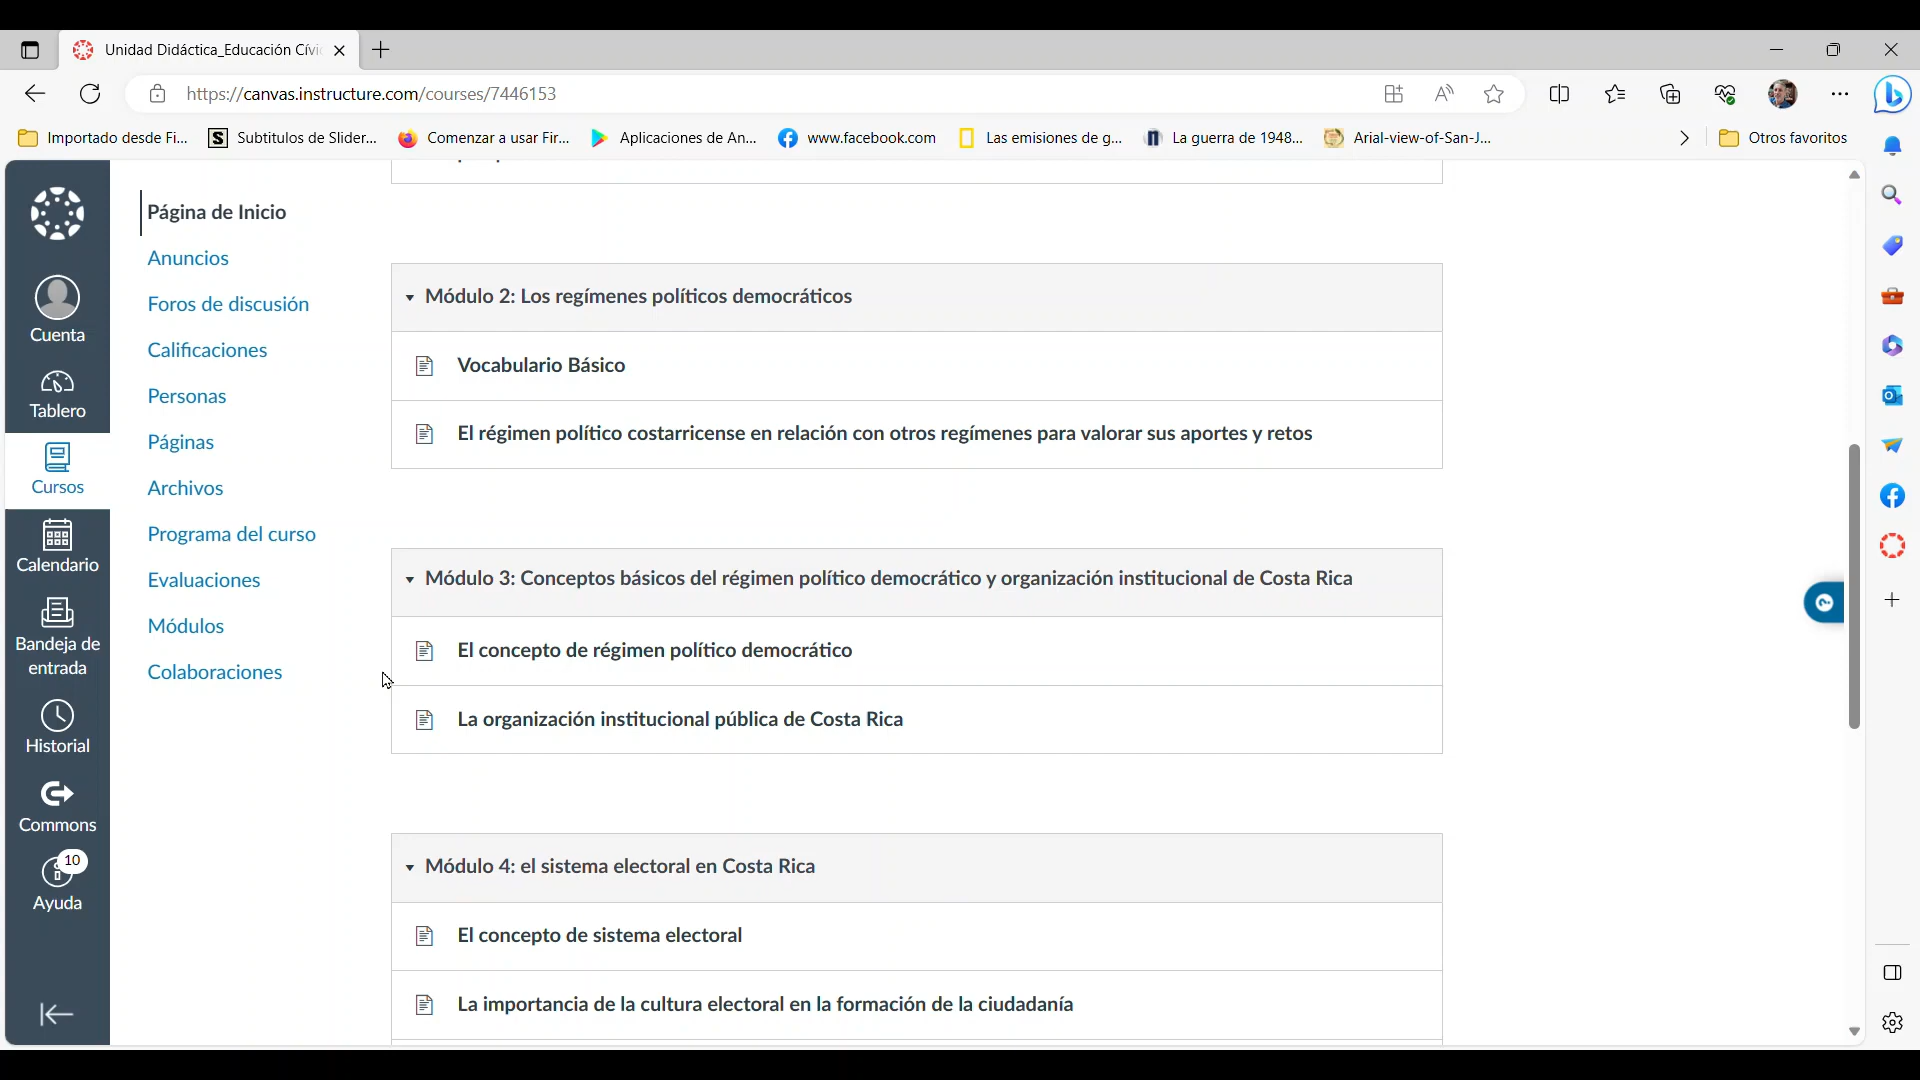 Unidad Didáctica_Educación Cívic
https://canvas.instructure.com/courses/7446153
Importado desde Fi...
Subtitulos de Slider...
Comenzar a usar Fir...
Aplicaciones de An...
www.facebook.com
Las emisiones de g...
La guerra de 1948...
Arial-view-of-San-J...
Otros favoritos
Cuenta
Tablero
Cursos
Calendario
Bandeja de
entrada
Historial
Commons
10
Ayuda
Página de Inicio
Anuncios
Foros de discusión
Calificaciones
Personas
Páginas
Archivos
Programa del curso
Evaluaciones
Módulos
Colaboraciones
Módulo 2: Los regímenes políticos democráticos
Vocabulario Básico
El régimen político costarricense en relación con otros regímenes para valorar sus aportes y retos
Módulo 3: Conceptos básicos del régimen político democrático y organización institucional de Costa Rica
El concepto de régimen político democrático
La organización institucional pública de Costa Rica
Módulo 4: el sistema electoral en Costa Rica
El concepto de sistema electoral
La importancia de la cultura electoral en la formación de la ciudadanía